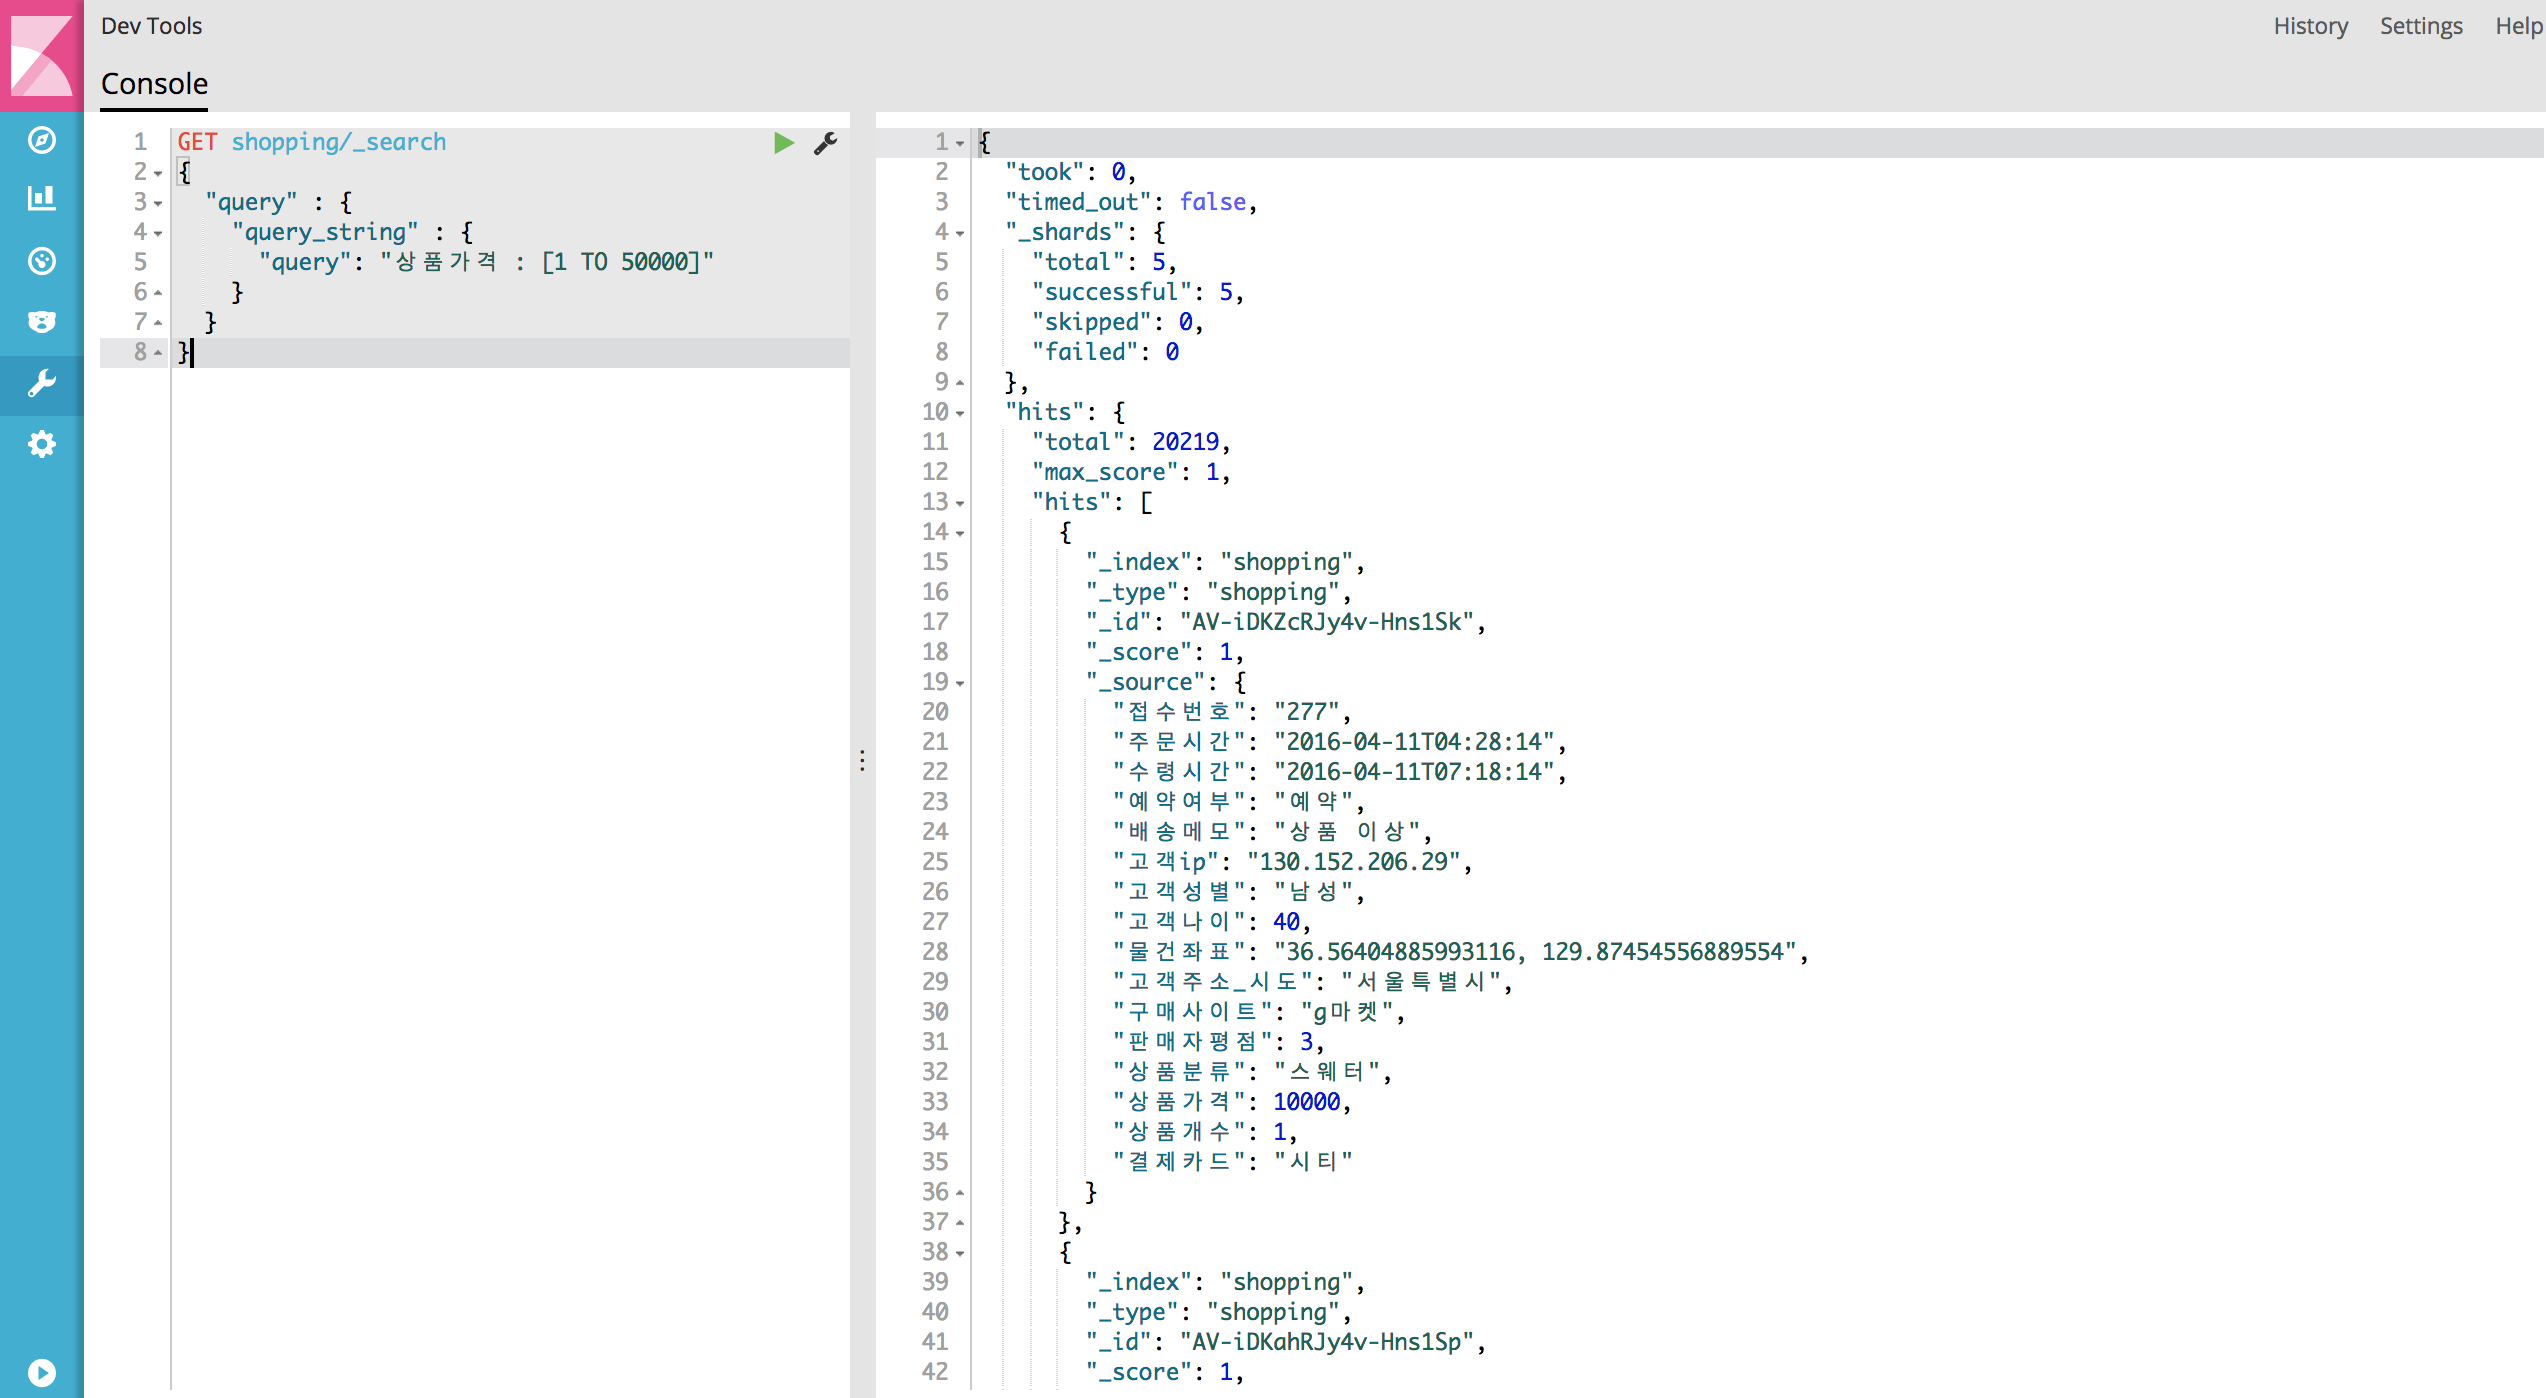 Dev Tools
History Settings Help
Console
1 GET shopping/_search
2 {
3 "query" : {
4 "query_string" : {
5 "query": "상품가격 : [1 TO 50000]"
6 }
7 }
8 }
1 {
2 "took": 0,
3 "timed_out": false,
4 "_shards": {
5 "total": 5,
6 "successful": 5,
7 "skipped": 0,
8 "failed": 0
9 },
10 "hits": {
11 "total": 20219,
12 "max_score": 1,
13 "hits": [
14 {
15 "_index": "shopping",
16 "_type": "shopping",
17 "_id": "AV-iDKZcRJy4v-Hns1Sk",
18 "_score": 1,
19 "_source": {
20 "접수번호": "277",
21 "주문시간": "2016-04-11T04:28:14",
22 "수령시간": "2016-04-11T07:18:14",
23 "예약여부": "예약",
24 "배송메모": "상품 이상",
25 "고객ip": "130.152.206.29",
26 "고객성별": "남성",
27 "고객나이": 40,
28 "물건좌표": "36.56404885993116, 129.87454556889554",
29 "고객주소_시도": "서울특별시",
30 "구매사이트": "g마켓",
31 "판매자평점": 3,
32 "상품분류": "스웨터",
33 "상품가격": 10000,
34 "상품개수": 1,
35 "결제카드": "시티"
36 }
37 },
38 {
39 "_index": "shopping",
40 "_type": "shopping",
41 "_id": "AV-iDKahRJy4v-Hns1Sp",
42 "_score": 1,